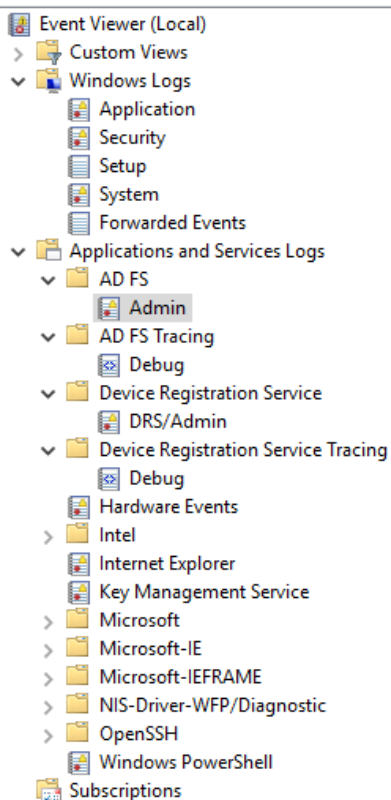 Event Viewer (Local)
Custom Views
Windows Logs
Application
Security
Setup
System
Forwarded Events
Applications and Services Logs
AD FS
Admin
AD FS Tracing
Debug
Device Registration Service
DRS/Admin
Device Registration Service Tracing
Debug
Hardware Events
Intel
Internet Explorer
Key Management Service
Microsoft
Microsoft-IE
Microsoft-IEFRAME
NIS-Driver-WFP/Diagnostic
OpenSSH
Windows PowerShell
Subscriptions